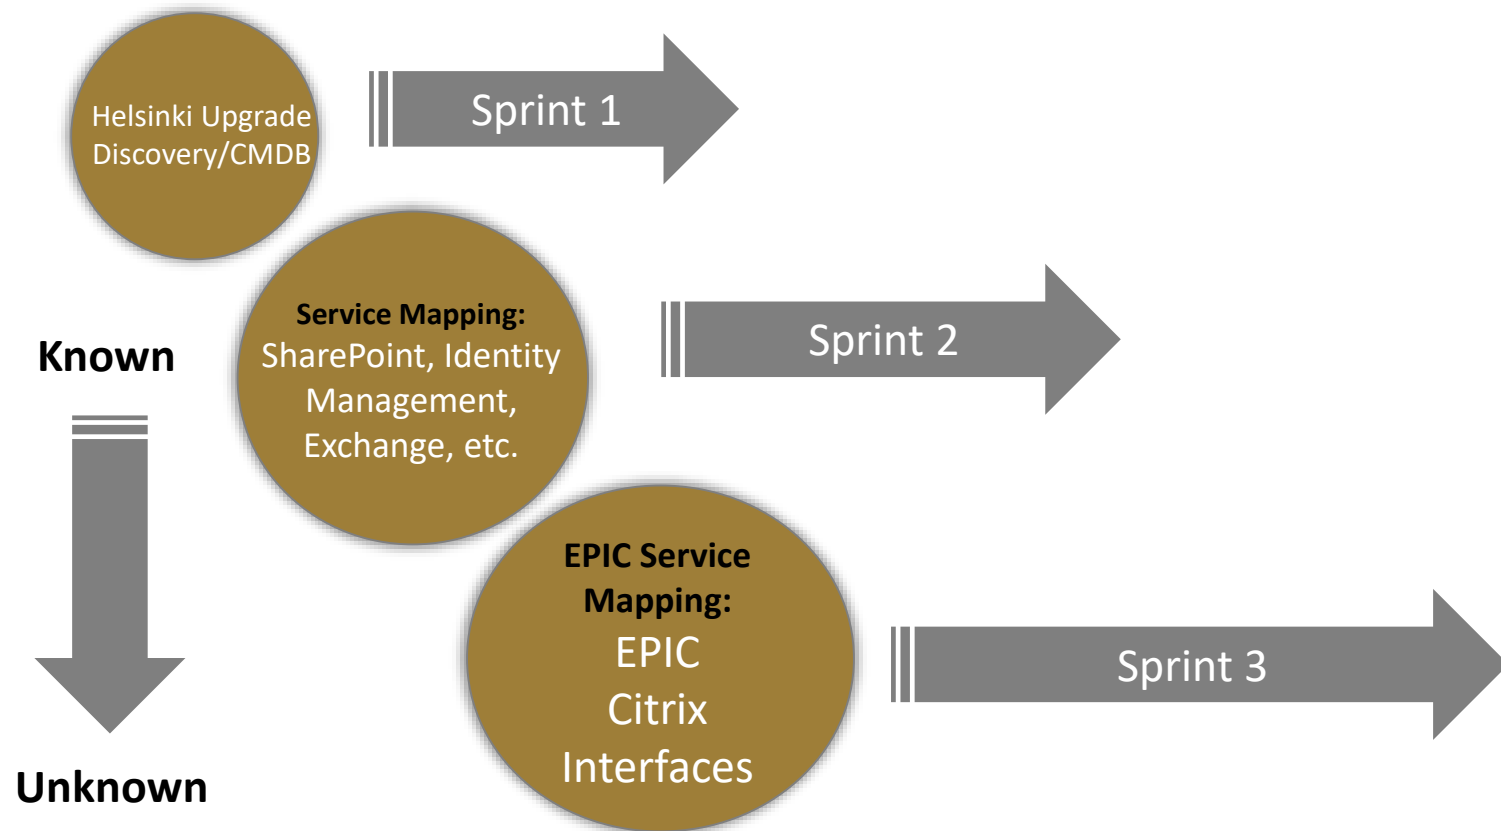 Helsinki Upgrade
Discovery/CMDB
Sprint 1
Service Mapping:
SharePoint, Identity
Management,
Exchange, etc.
Sprint 2
Known
EPIC Service
Mapping:
EPIC
Citrix
Interfaces
Sprint 3
Unknown